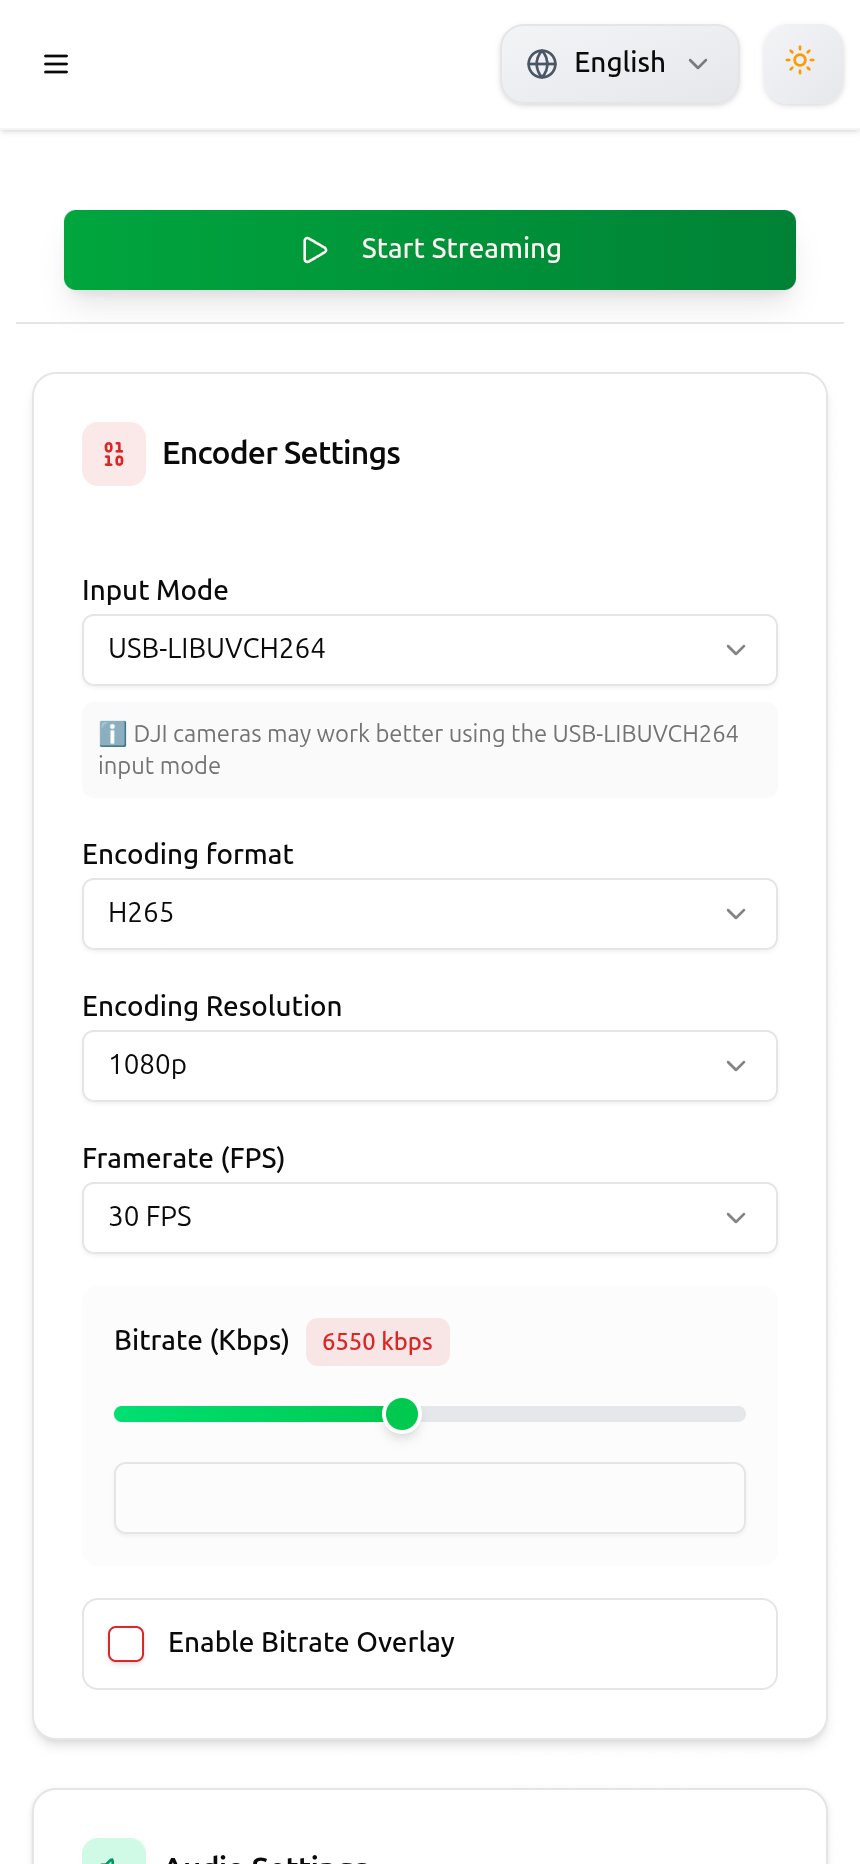 English
Start Streaming
01
10
Encoder Settings
Input Mode
USB-LIBUVCH264
ℹ️ DJI cameras may work better using the USB-LIBUVCH264
input mode
Encoding format
H265
Encoding Resolution
1080p
Framerate (FPS)
30 FPS
Bitrate (Kbps) 6550 kbps
Enable Bitrate Overlay
Audio Settings